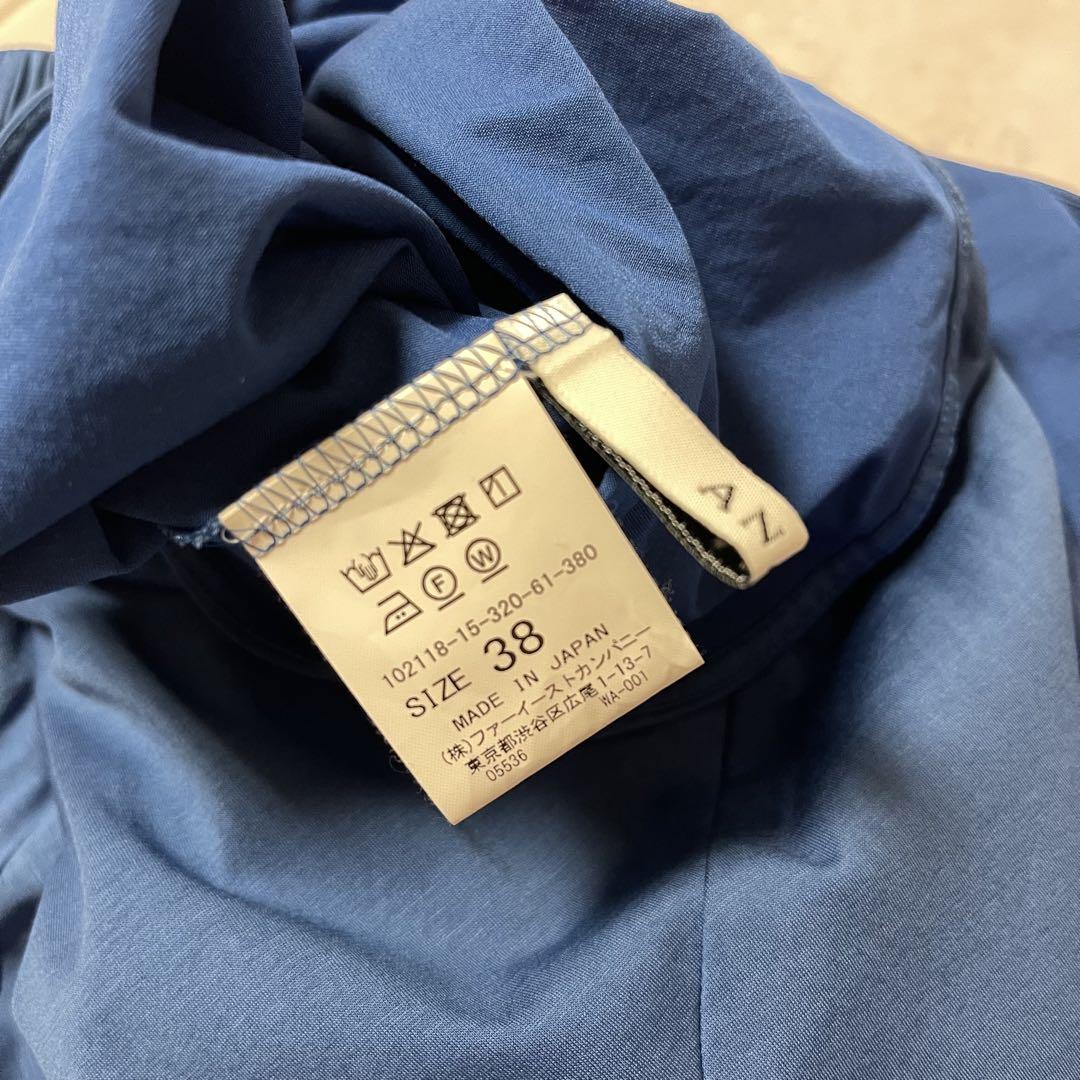 F W
102118-15-320-61-380
SIZE 38
MADE IN JAPAN
(株)ファーイーストカンパニー
東京都渋谷区広尾1-13-7
05536 WA-001
A N